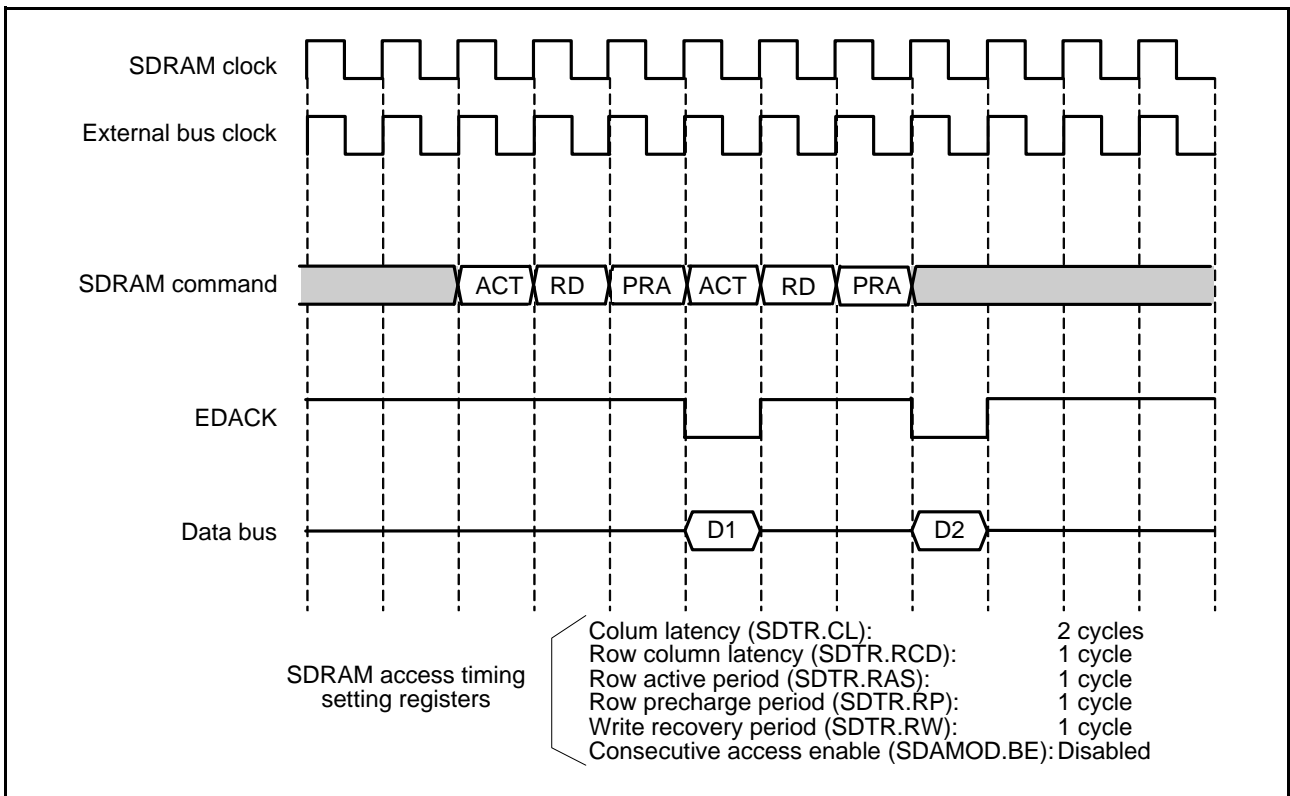 SDRAM clock
External bus clock
SDRAM command
ACT RD PRA ACT RD PRA
EDACK
Data bus
D1 D2
SDRAM access timing
setting registers
Colum latency (SDTR.CL): 2 cycles
Row column latency (SDTR.RCD): 1 cycle
Row active period (SDTR.RAS): 1 cycle
Row precharge period (SDTR.RP): 1 cycle
Write recovery period (SDTR.RW): 1 cycle
Consecutive access enable (SDAMOD.BE): Disabled